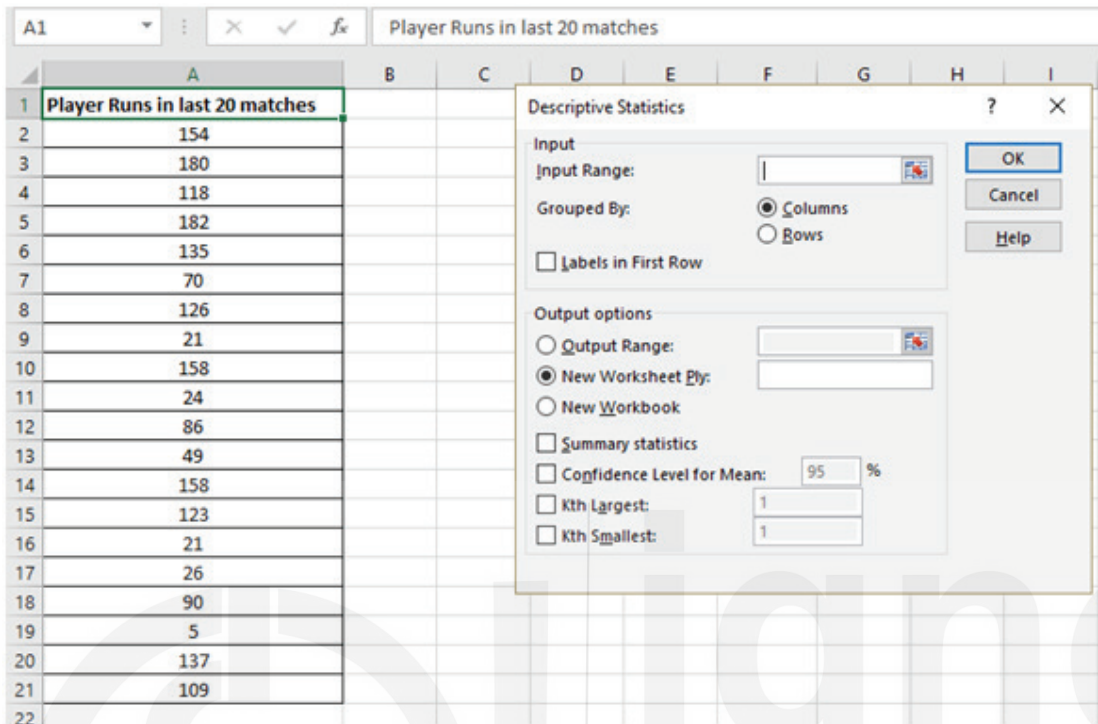 A1 fx Player Runs in last 20 matches
A B C D E F G H I
1 Player Runs in last 20 matches
2 154
3 180
4 118
5 182
6 135
7 70
8 126
9 21
10 158
11 24
12 86
13 49
14 158
15 123
16 21
17 26
18 90
19 5
20 137
21 109
22
Descriptive Statistics ? ×
Input
Input Range:
Grouped By: Columns
Rows
Labels in First Row
OK
Cancel
Help
Output options
Output Range:
New Worksheet Ply:
New Workbook
Summary statistics
Confidence Level for Mean: 95 %
Kth Largest: 1
Kth Smallest: 1